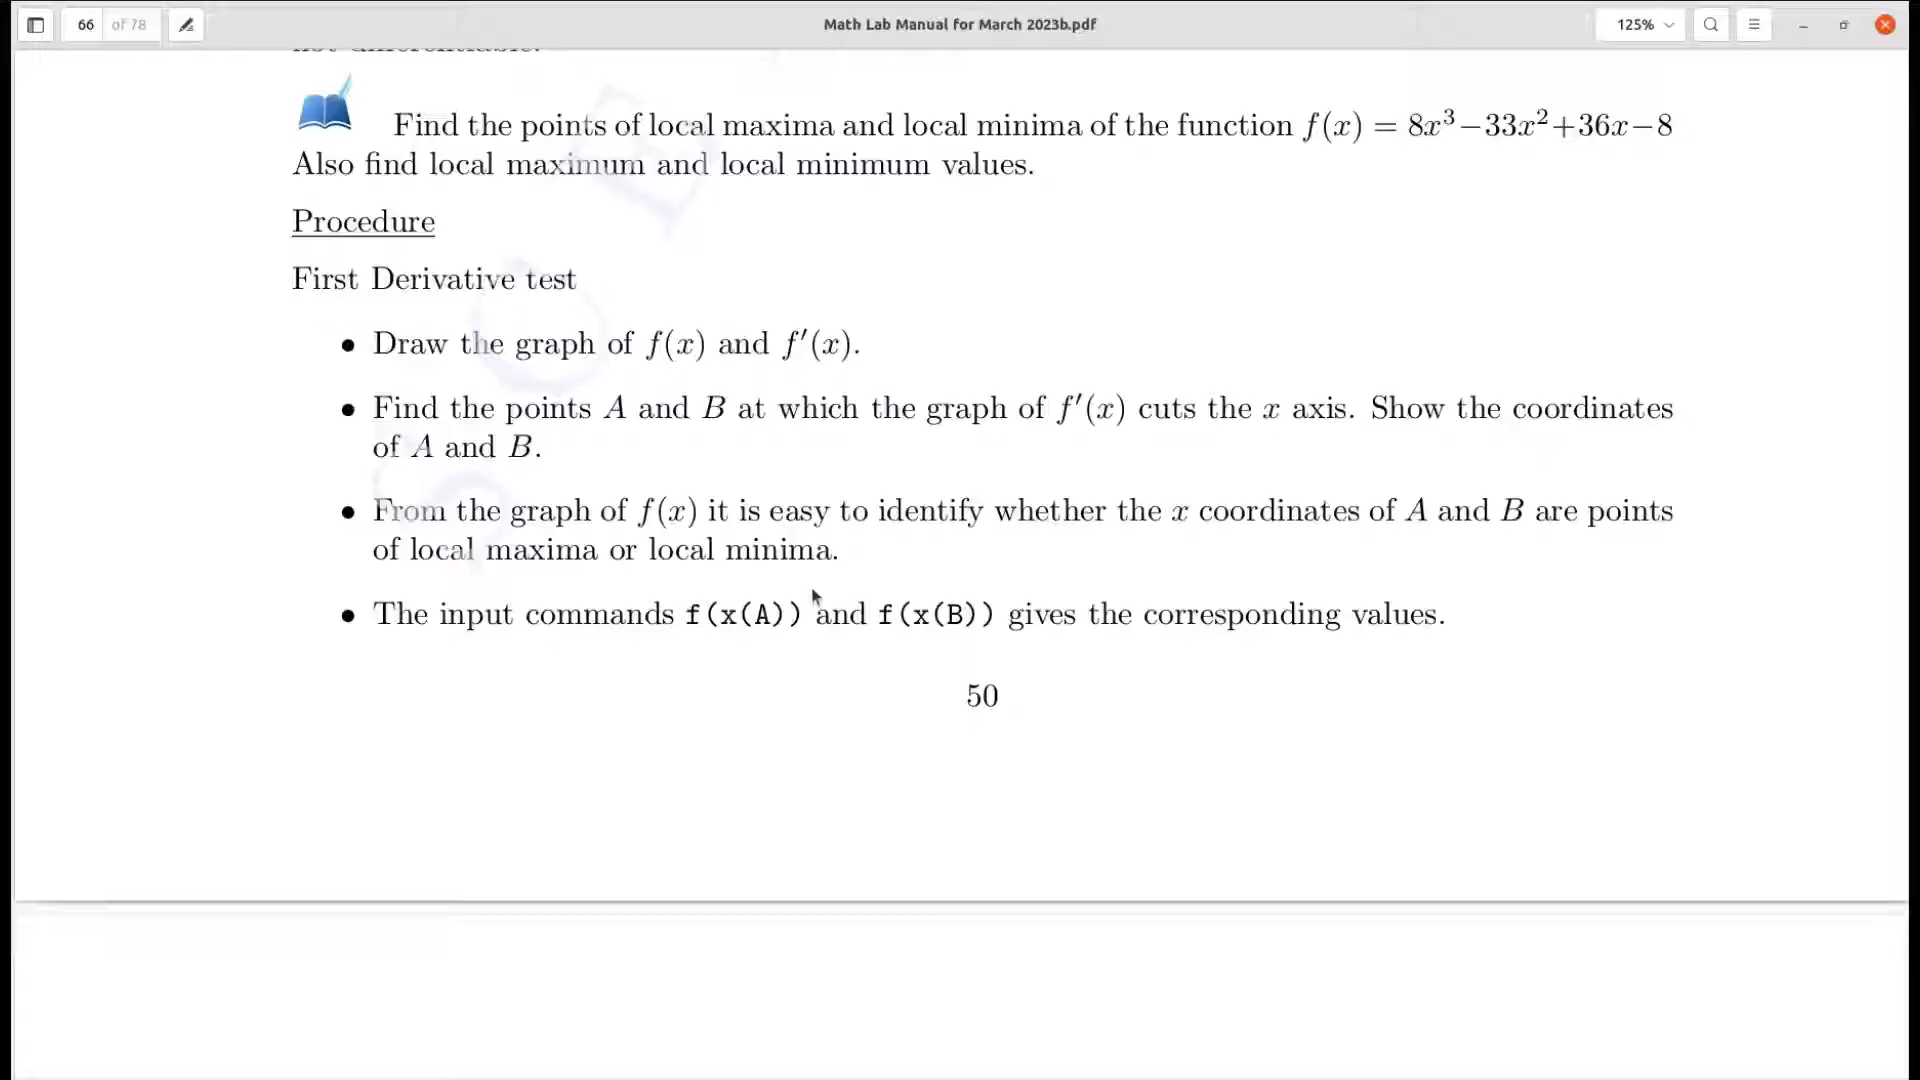 66 of 78
Math Lab Manual for March 2023b.pdf
125%
not differentiable.
Find the points of local maxima and local minima of the function f(x) = 8x³−33x²+36x−8
Also find local maximum and local minimum values.
Procedure
First Derivative test
• Draw the graph of f(x) and f′(x).
• Find the points A and B at which the graph of f′(x) cuts the x axis. Show the coordinates
of A and B.
• From the graph of f(x) it is easy to identify whether the x coordinates of A and B are points
of local maxima or local minima.
• The input commands f(x(A)) and f(x(B)) gives the corresponding values.
50